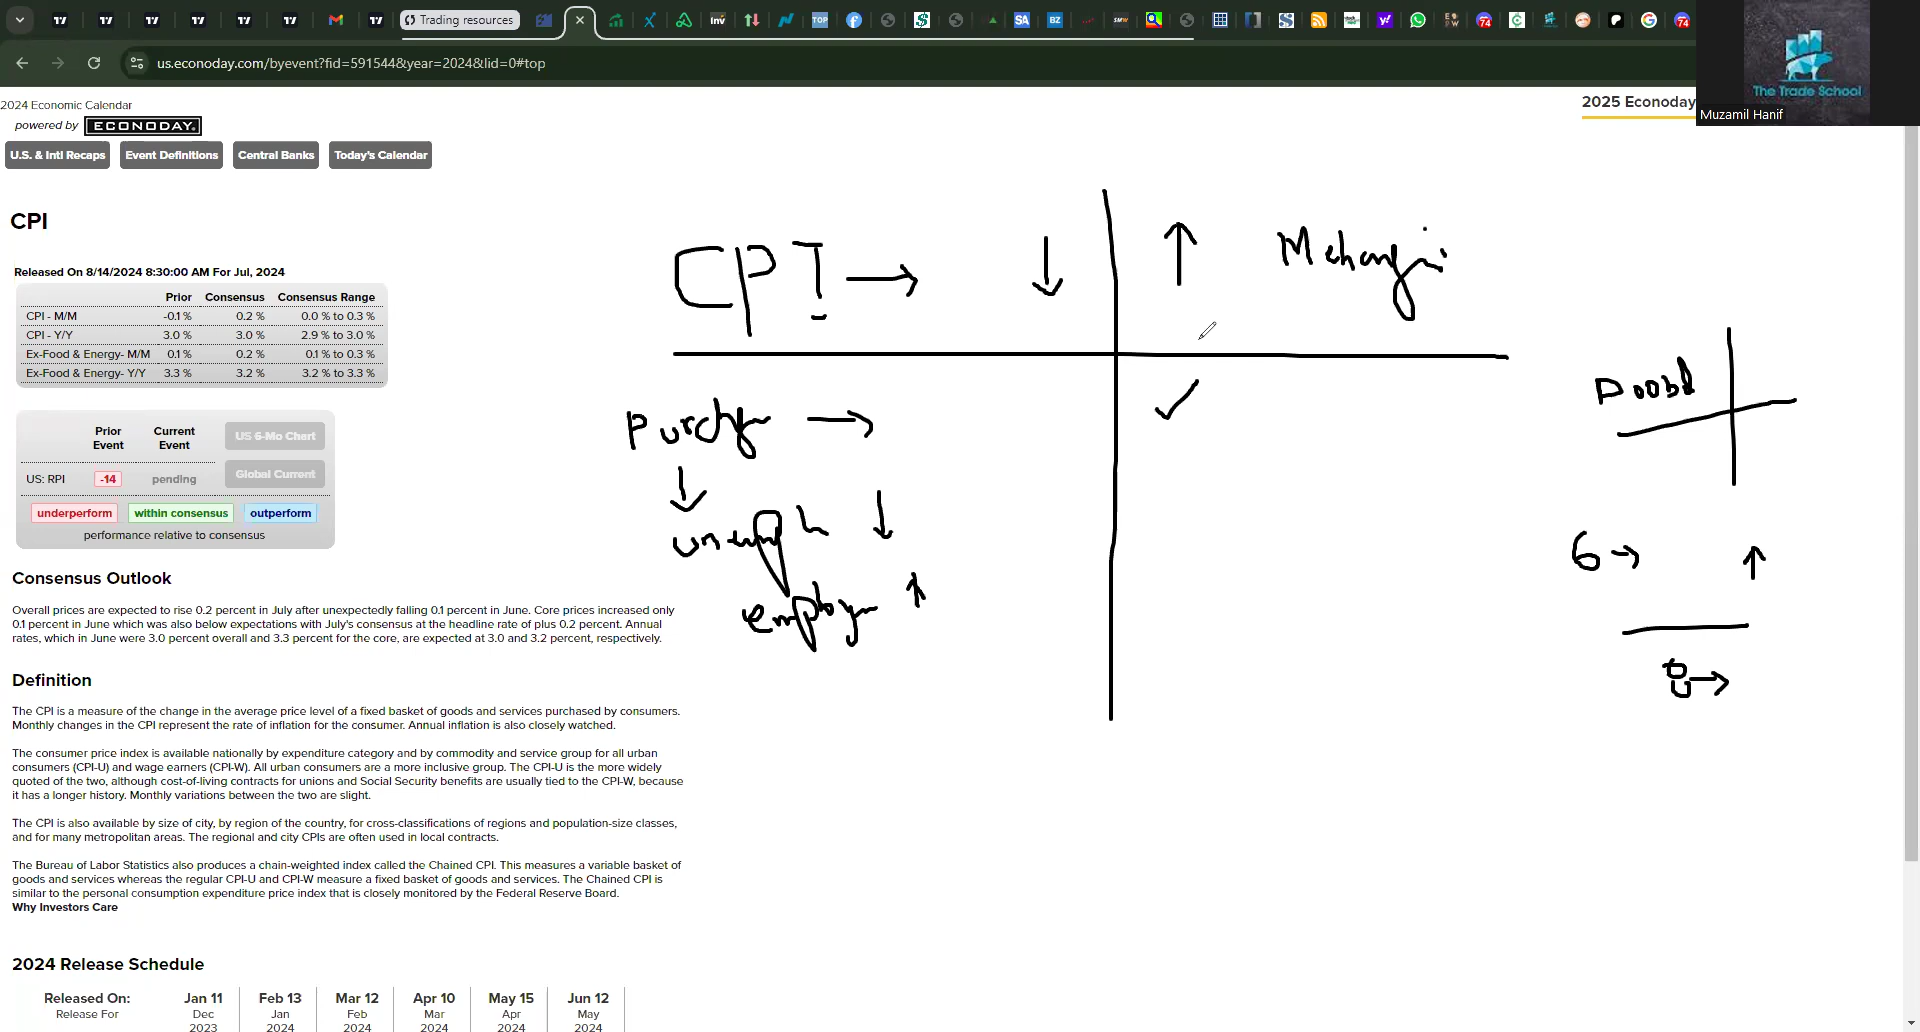 Trading resources
us.econoday.com/byevent?fid=591544&year=2024&lid=0#top
The Trade School
Muzamil Hanif
2024 Economic Calendar
2025 Econoday
powered by ECONODAY.
U.S. & Intl Recaps Event Definitions Central Banks Today's Calendar
CPI
Released On 8/14/2024 8:30:00 AM For Jul, 2024
Prior Consensus Consensus Range
CPI - M/M -0.1 % 0.2 % 0.0 % to 0.3 %
CPI - Y/Y 3.0 % 3.0 % 2.9 % to 3.0 %
Ex-Food & Energy- M/M 0.1 % 0.2 % 0.1 % to 0.3 %
Ex-Food & Energy- Y/Y 3.3 % 3.2 % 3.2 % to 3.3 %
Prior Event Current Event US 6-Mo Chart
Global Current
US: RPI -14 pending
underperform within consensus outperform
performance relative to consensus
Consensus Outlook
Overall prices are expected to rise 0.2 percent in July after unexpectedly falling 0.1 percent in June. Core prices increased only
0.1 percent in June which was also below expectations with July's consensus at the headline rate of plus 0.2 percent. Annual
rates, which in June were 3.0 percent overall and 3.3 percent for the core, are expected at 3.0 and 3.2 percent, respectively.
Definition
The CPI is a measure of the change in the average price level of a fixed basket of goods and services purchased by consumers.
Monthly changes in the CPI represent the rate of inflation for the consumer. Annual inflation is also closely watched.
The consumer price index is available nationally by expenditure category and by commodity and service group for all urban
consumers (CPI-U) and wage earners (CPI-W). All urban consumers are a more inclusive group. The CPI-U is the more widely
quoted of the two, although cost-of-living contracts for unions and Social Security benefits are usually tied to the CPI-W, because
it has a longer history. Monthly variations between the two are slight.
The CPI is also available by size of city, by region of the country, for cross-classifications of regions and population-size classes,
and for many metropolitan areas. The regional and city CPIs are often used in local contracts.
The Bureau of Labor Statistics also produces a chain-weighted index called the Chained CPI. This measures a variable basket of
goods and services whereas the regular CPI-U and CPI-W measure a fixed basket of goods and services. The Chained CPI is
similar to the personal consumption expenditure price index that is closely monitored by the Federal Reserve Board.
Why Investors Care
2024 Release Schedule
Released On: Jan 11 Feb 13 Mar 12 Apr 10 May 15 Jun 12
Release For Dec Jan Feb Mar Apr May
2023 2024 2024 2024 2024 2024
CPI → ↓ ↑
→
↓
↓
↑
6 → ↑
8 →